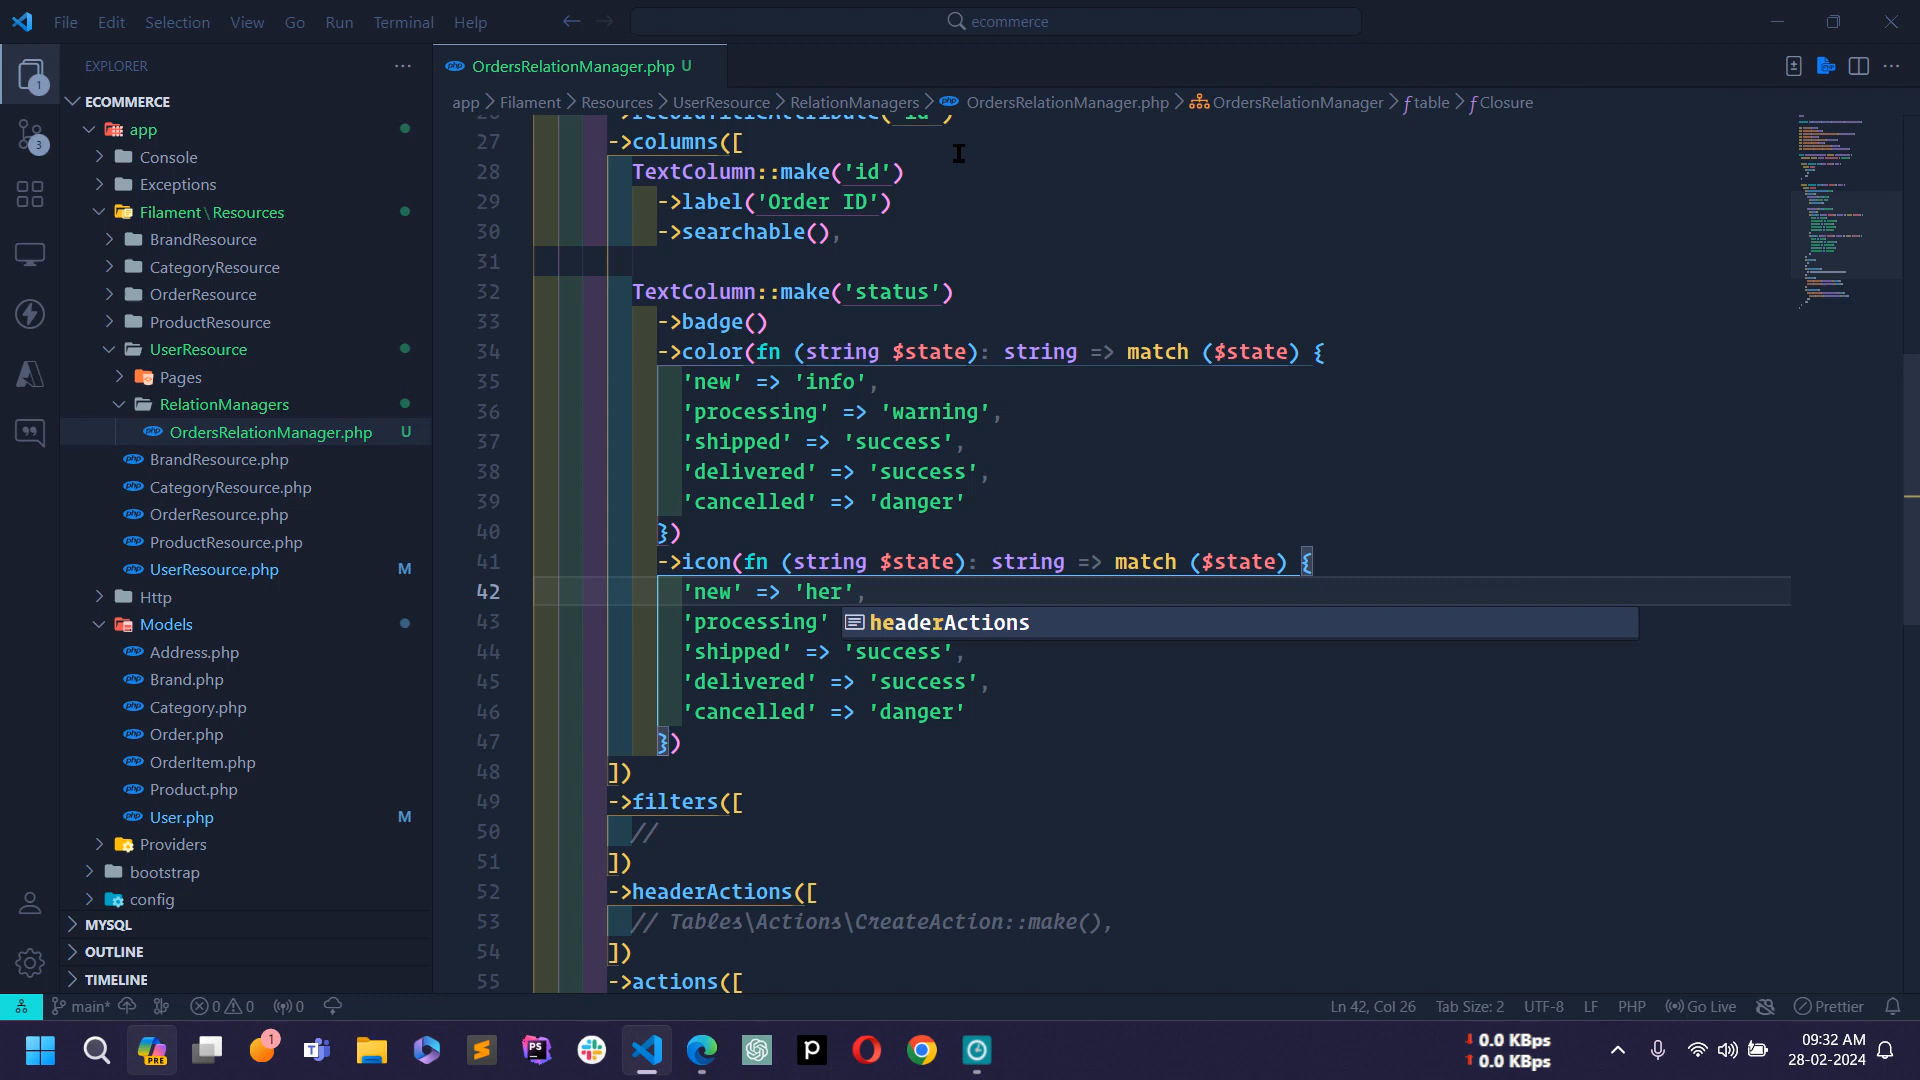 File Edit Selection View Go Run Terminal Help
ecommerce
EXPLORER
OrdersRelationManager.php U
app > Filament > Resources > UserResource > RelationManagers > OrdersRelationManager.php > OrdersRelationManager > table > Closure
ECOMMERCE
app
Console
Exceptions
Filament\Resources
BrandResource
CategoryResource
OrderResource
ProductResource
UserResource
Pages
RelationManagers
OrdersRelationManager.php U
BrandResource.php
CategoryResource.php
OrderResource.php
ProductResource.php
UserResource.php M
Http
Models
Address.php
Brand.php
Category.php
Order.php
OrderItem.php
Product.php
User.php M
Providers
bootstrap
config
MYSQL
OUTLINE
TIMELINE
27 ->columns([
28 TextColumn::make('id')
29 ->label('Order ID')
30 ->searchable(),
31
32 TextColumn::make('status')
33 ->badge()
34 ->color(fn (string $state): string => match ($state) {
35 'new' => 'info',
36 'processing' => 'warning',
37 'shipped' => 'success',
38 'delivered' => 'success',
39 'cancelled' => 'danger'
40 })
41 ->icon(fn (string $state): string => match ($state) {
42 'new' => 'her',
43 'processing' headerActions
44 'shipped' => 'success',
45 'delivered' => 'success',
46 'cancelled' => 'danger'
47 })
48 ])
49 ->filters([
50 //
51 ])
52 ->headerActions([
53 // Tables\Actions\CreateAction::make(),
54 ])
55 ->actions([
main* 0 0 0 Ln 42, Col 26 Tab Size: 2 UTF-8 LF PHP Go Live Prettier
0.0 KBps
0.0 KBps
09:32 AM
28-02-2024